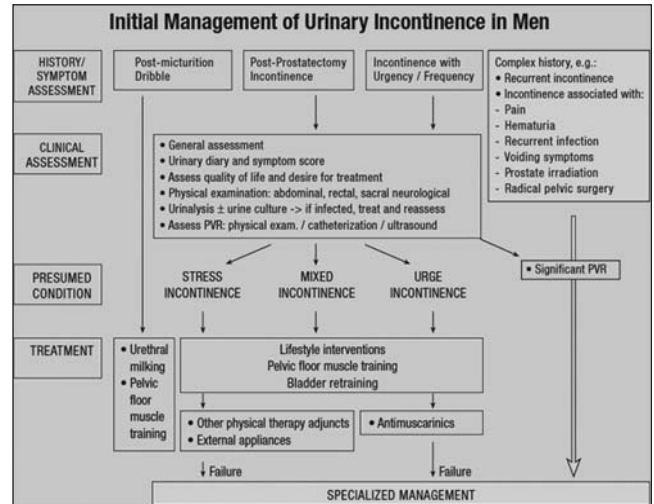 Initial Management of Urinary Incontinence in Men
HISTORY/
SYMPTOM
ASSESSMENT
Post-micturition
Dribble
Post-Prostatectomy
Incontinence
Incontinence with
Urgency / Frequency
Complex history, e.g.:
• Recurrent incontinence
• Incontinence associated with:
- Pain
- Hematuria
- Recurrent infection
- Voiding symptoms
- Prostate irradiation
- Radical pelvic surgery
CLINICAL
ASSESSMENT
• General assessment
• Urinary diary and symptom score
• Assess quality of life and desire for treatment
• Physical examination: abdominal, rectal, sacral neurological
• Urinalysis ± urine culture -> if infected, treat and reassess
• Assess PVR: physical exam. / catheterization / ultrasound
PRESUMED
CONDITION
STRESS
INCONTINENCE
MIXED
INCONTINENCE
URGE
INCONTINENCE
• Significant PVR
TREATMENT
• Urethral
milking
• Pelvic
floor
muscle
training
Lifestyle interventions
Pelvic floor muscle training
Bladder retraining
• Other physical therapy adjuncts
• External appliances
• Antimuscarinics
Failure
Failure
SPECIALIZED MANAGEMENT